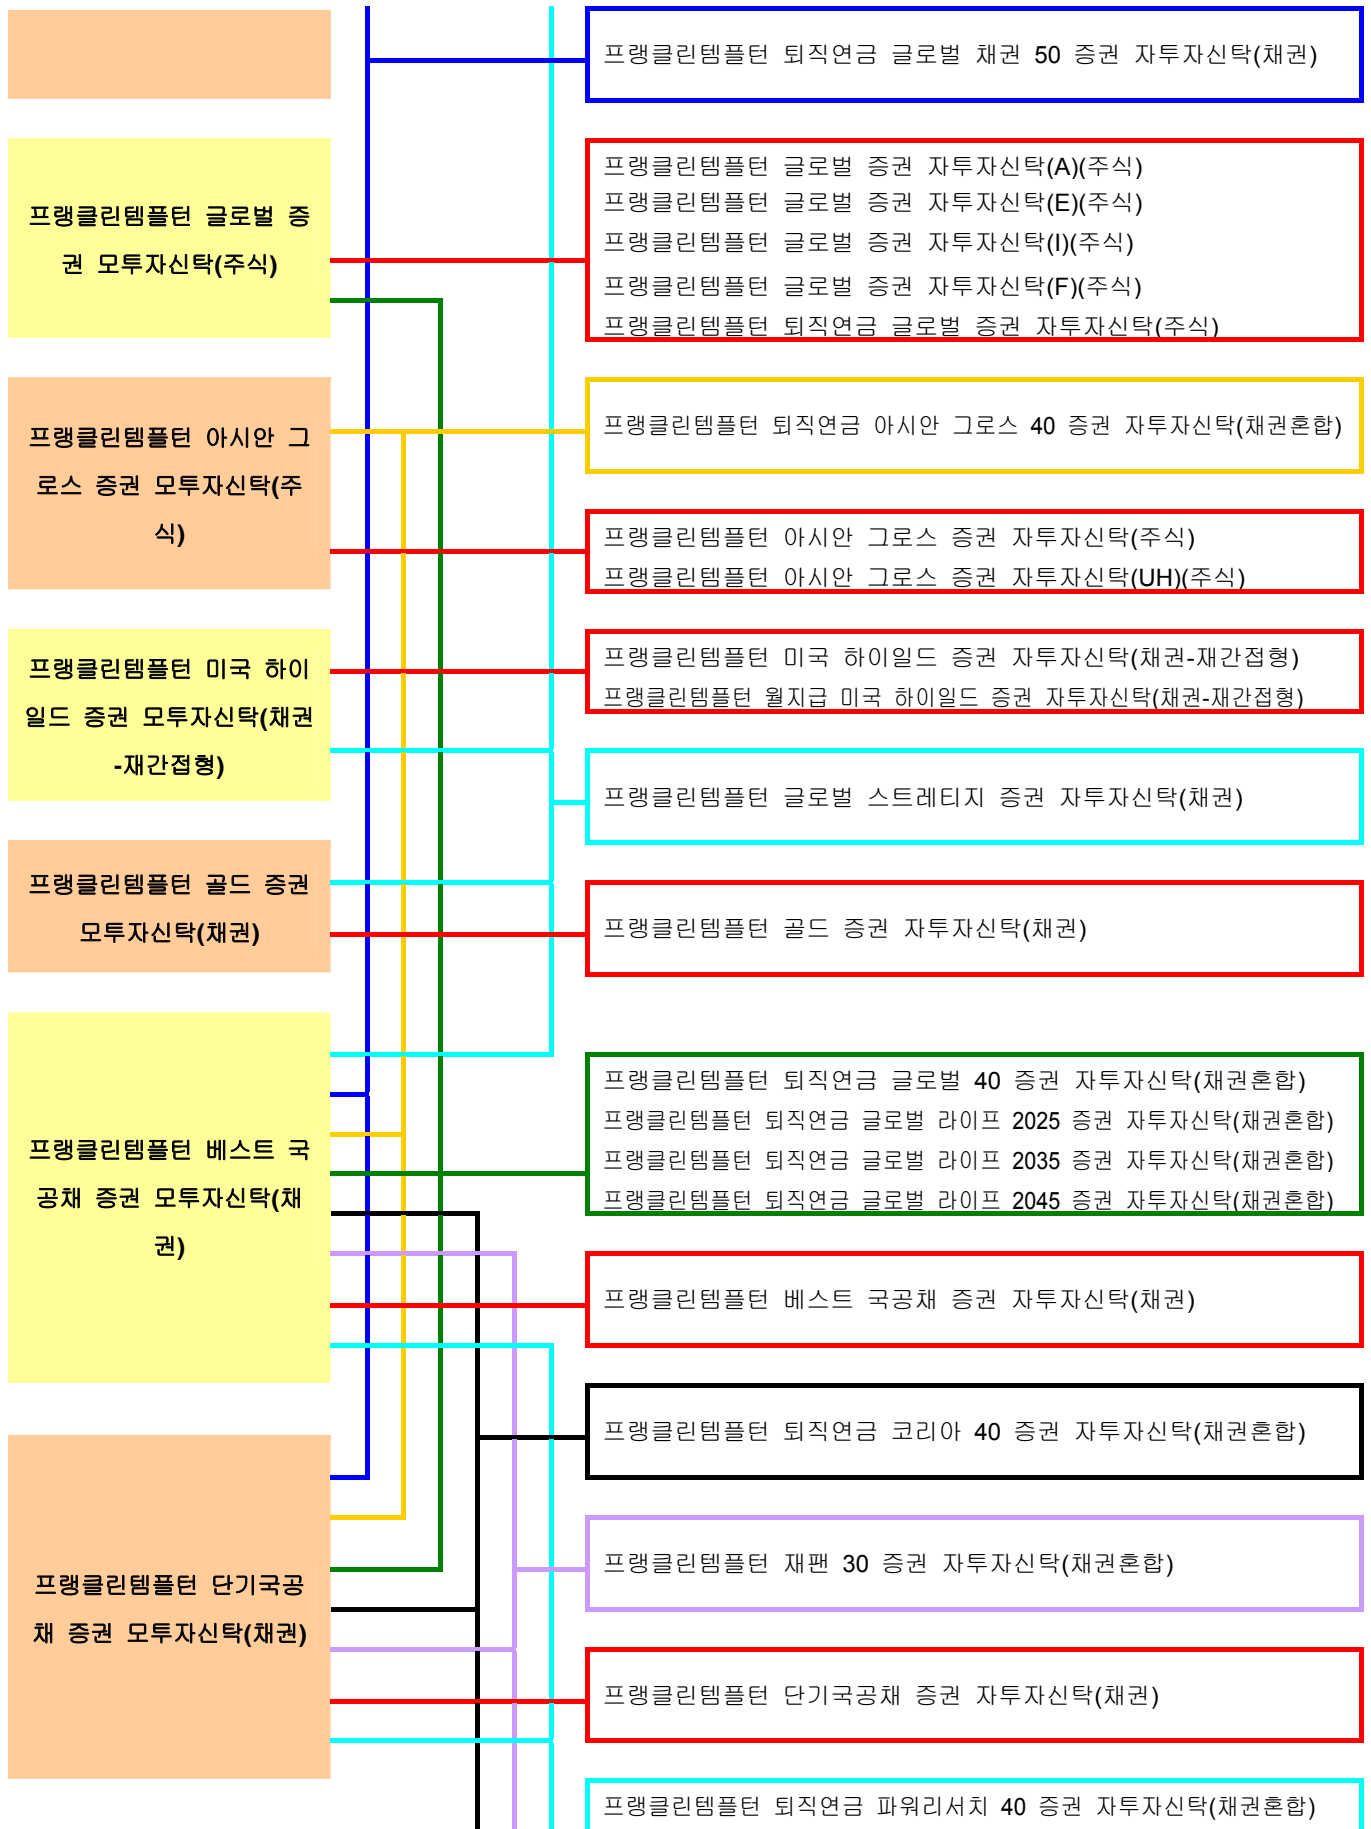 프랭클린템플턴 퇴직연금 글로벌 채권 50 증권 자투자신탁(채권)
프랭클린템플턴 글로벌 증
권 모투자신탁(주식)
프랭클린템플턴 글로벌 증권 자투자신탁(A)(주식)
프랭클린템플턴 글로벌 증권 자투자신탁(E)(주식)
프랭클린템플턴 글로벌 증권 자투자신탁(I)(주식)
프랭클린템플턴 글로벌 증권 자투자신탁(F)(주식)
프랭클린템플턴 퇴직연금 글로벌 증권 자투자신탁(주식)
프랭클린템플턴 아시안 그
로스 증권 모투자신탁(주
식)
프랭클린템플턴 퇴직연금 아시안 그로스 40 증권 자투자신탁(채권혼합)
프랭클린템플턴 아시안 그로스 증권 자투자신탁(주식)
프랭클린템플턴 아시안 그로스 증권 자투자신탁(UH)(주식)
프랭클린템플턴 미국 하이
일드 증권 모투자신탁(채권
-재간접형)
프랭클린템플턴 미국 하이일드 증권 자투자신탁(채권-재간접형)
프랭클린템플턴 월지급 미국 하이일드 증권 자투자신탁(채권-재간접형)
프랭클린템플턴 글로벌 스트레티지 증권 자투자신탁(채권)
프랭클린템플턴 골드 증권
모투자신탁(채권)
프랭클린템플턴 골드 증권 자투자신탁(채권)
프랭클린템플턴 베스트 국
공채 증권 모투자신탁(채
권)
프랭클린템플턴 퇴직연금 글로벌 40 증권 자투자신탁(채권혼합)
프랭클린템플턴 퇴직연금 글로벌 라이프 2025 증권 자투자신탁(채권혼합)
프랭클린템플턴 퇴직연금 글로벌 라이프 2035 증권 자투자신탁(채권혼합)
프랭클린템플턴 퇴직연금 글로벌 라이프 2045 증권 자투자신탁(채권혼합)
프랭클린템플턴 베스트 국공채 증권 자투자신탁(채권)
프랭클린템플턴 퇴직연금 코리아 40 증권 자투자신탁(채권혼합)
프랭클린템플턴 단기국공
채 증권 모투자신탁(채권)
프랭클린템플턴 재팬 30 증권 자투자신탁(채권혼합)
프랭클린템플턴 단기국공채 증권 자투자신탁(채권)
프랭클린템플턴 퇴직연금 파워리서치 40 증권 자투자신탁(채권혼합)